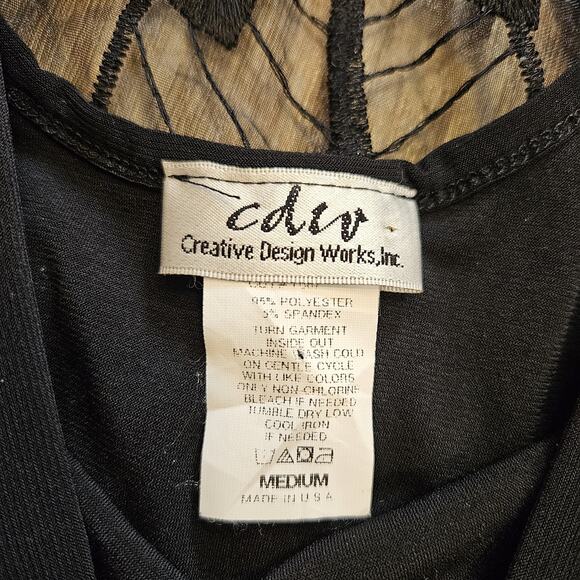 cdw
Creative Design Works,Inc.
95% POLYESTER
5% SPANDEX
TURN GARMENT
INSIDE OUT
MACHINE WASH COLD
ON GENTLE CYCLE
WITH LIKE COLORS
ONLY NON-CHLORINE
BLEACH IF NEEDED
TUMBLE DRY LOW
COOL IRON
IF NEEDED
MEDIUM
MADE IN U S A